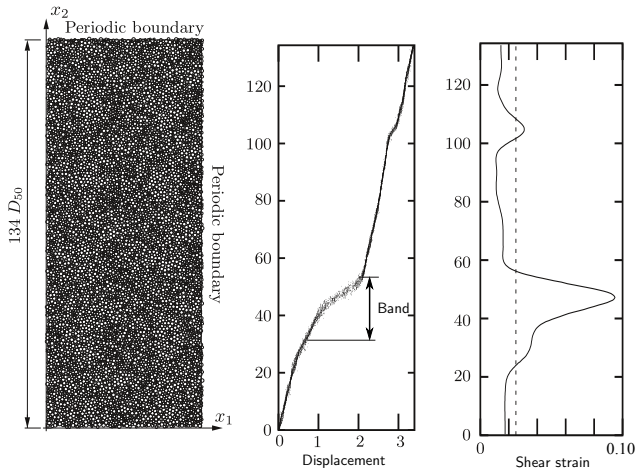 x₂
Periodic boundary
134 D₅₀
Periodic boundary
x₁
120
100
80
60
40
20
0
Band
0 1 2 3
Displacement
120
100
80
60
40
20
0
0 0.10
Shear strain